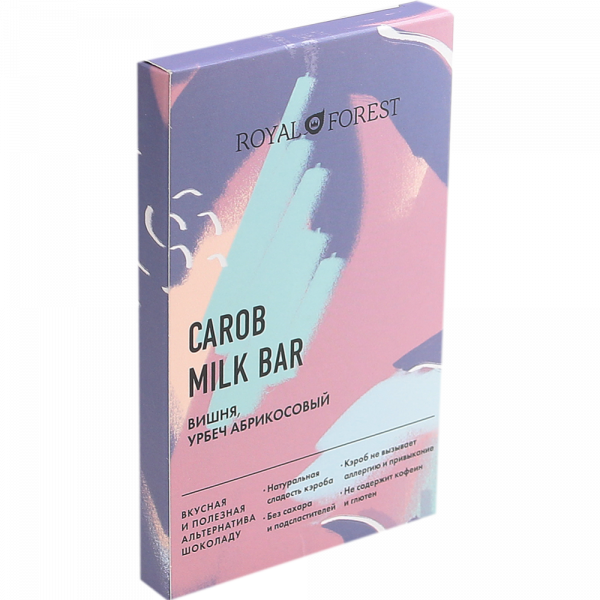 ROYAL FOREST
CAROB
MILK BAR
ВИШНЯ,
УРБЕЧ АБРИКОСОВЫЙ
ВКУСНАЯ
И ПОЛЕЗНАЯ
АЛЬТЕРНАТИВА
ШОКОЛАДУ
· Натуральная
сладость кэроба
· Без сахара
и подсластителей
· Кэроб не вызывает
аллергию и привыкание
· Не содержит кофеин
и глютен